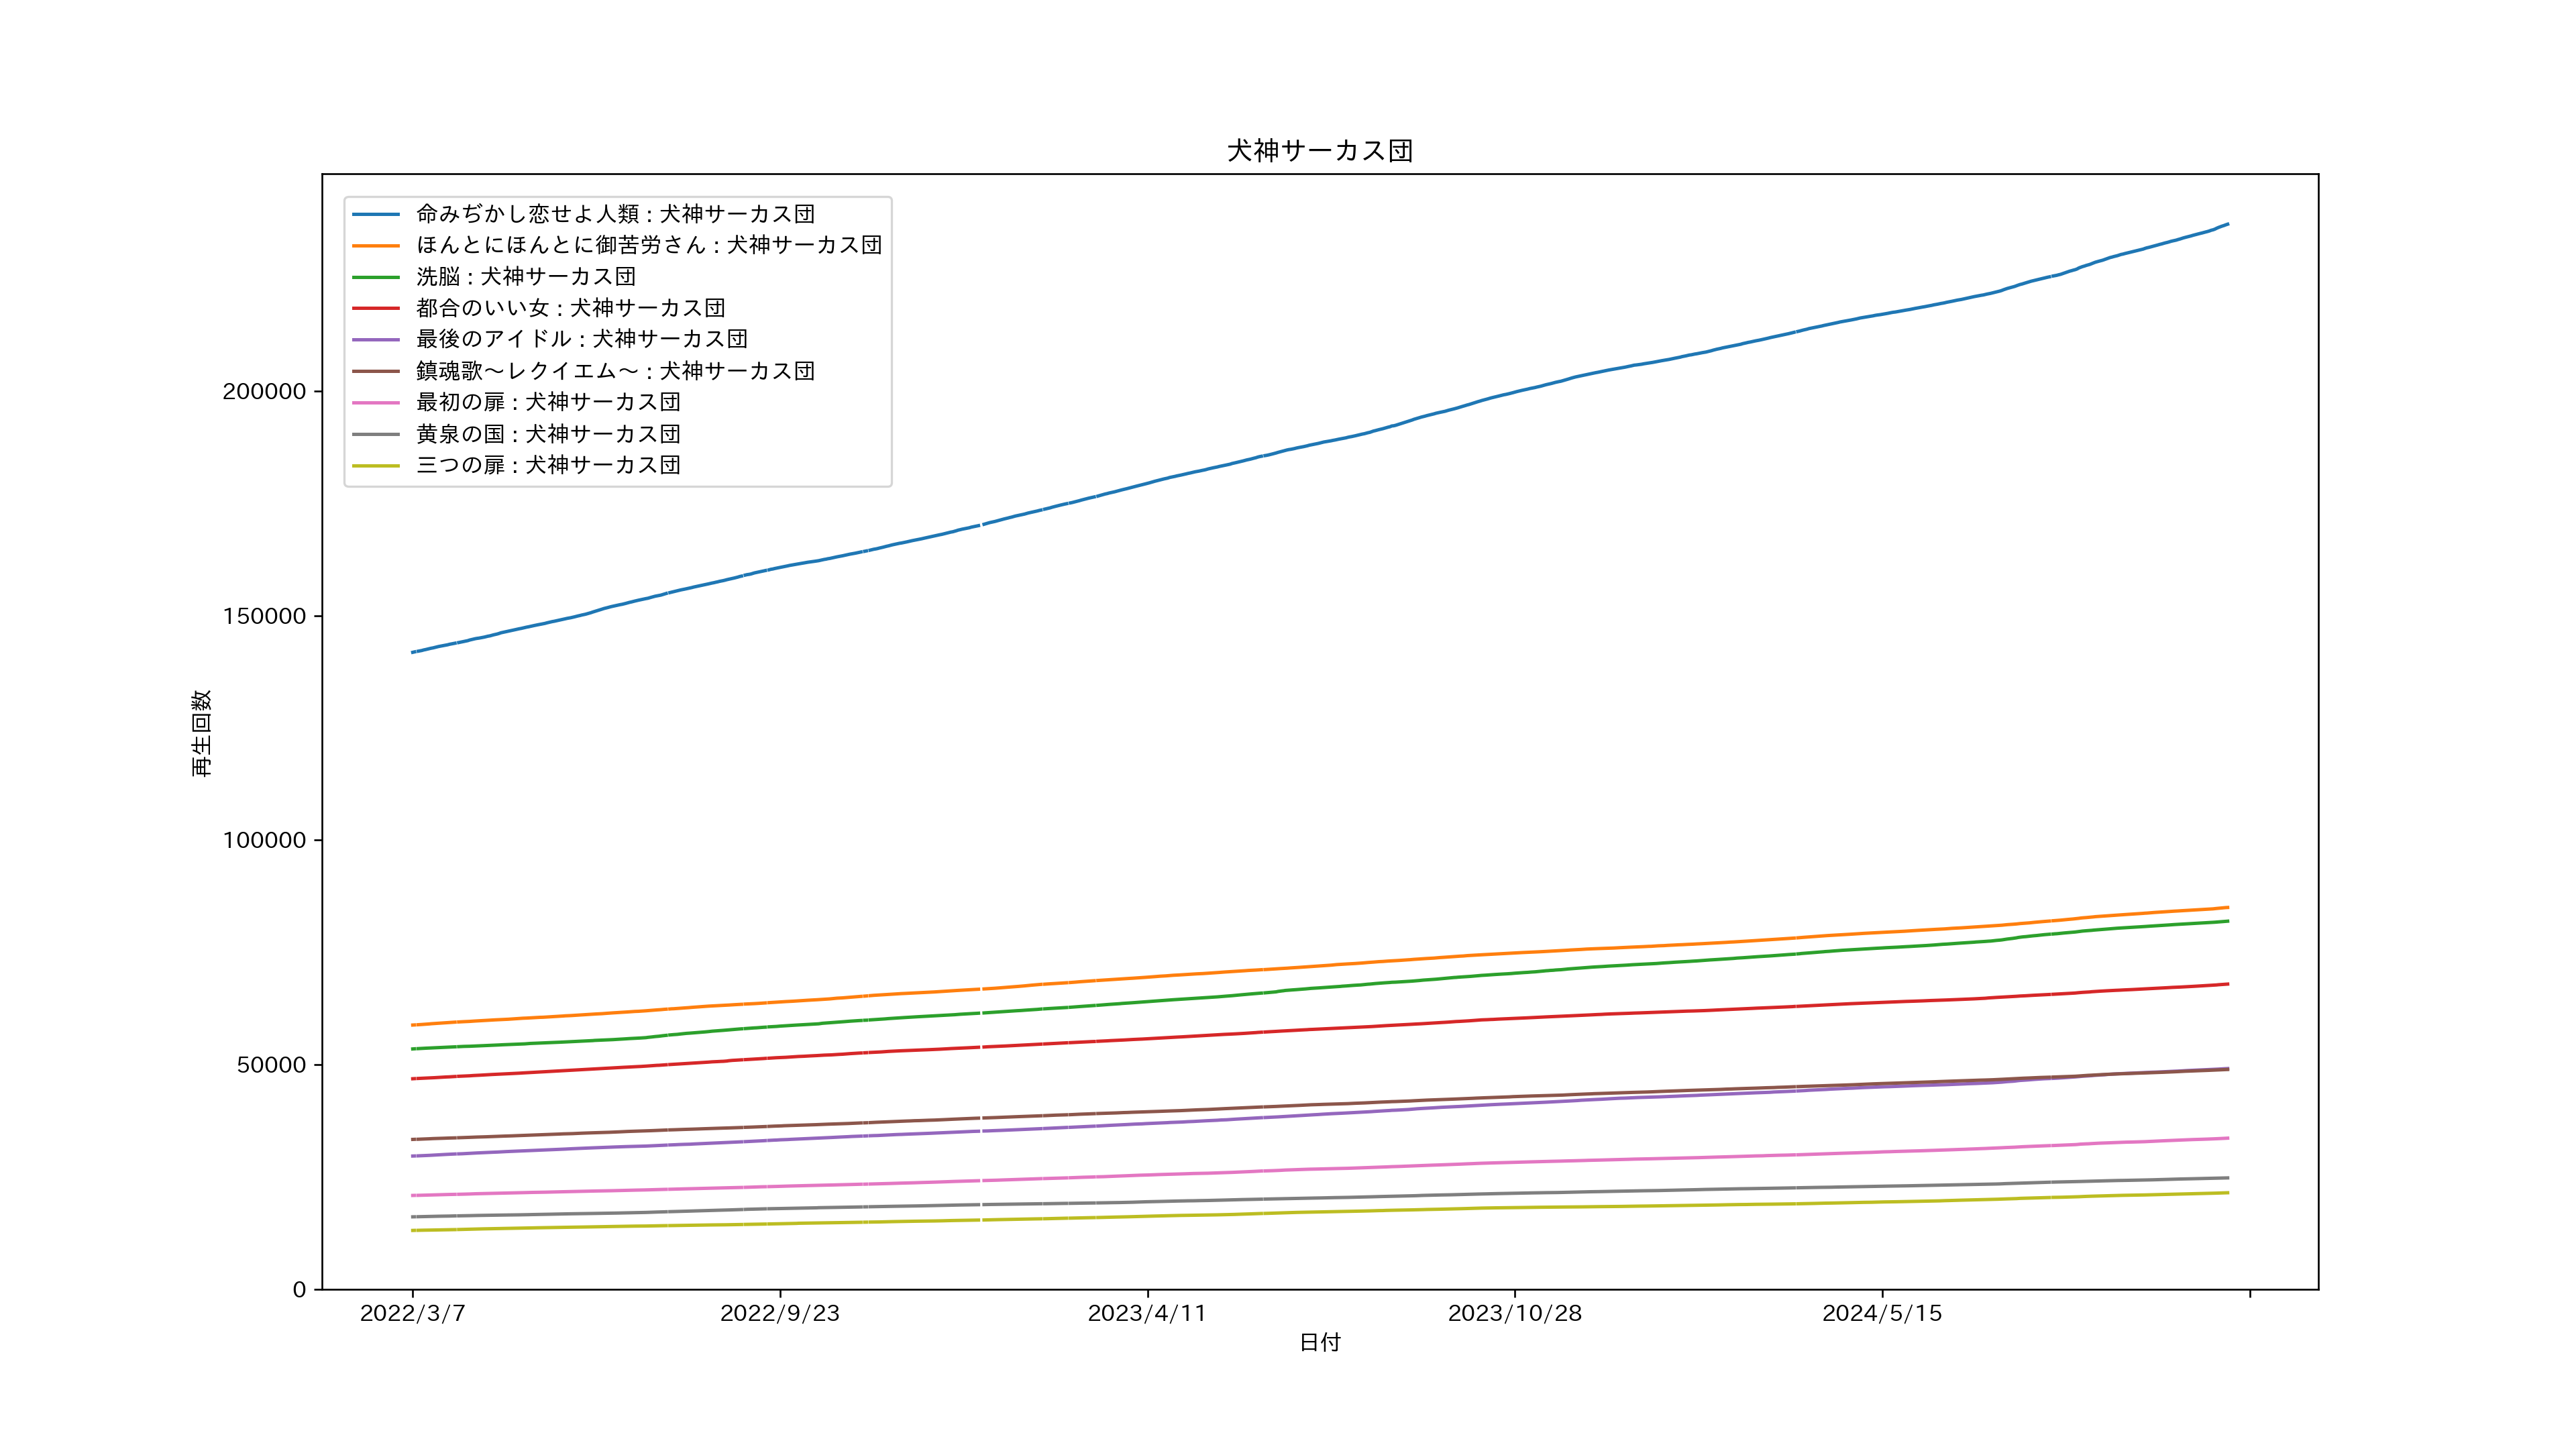 犬神サーカス団
命みぢかし恋せよ人類 : 犬神サーカス団
ほんとにほんとに御苦労さん : 犬神サーカス団
洗脳 : 犬神サーカス団
都合のいい女 : 犬神サーカス団
最後のアイドル : 犬神サーカス団
鎮魂歌〜レクイエム〜 : 犬神サーカス団
最初の扉 : 犬神サーカス団
黄泉の国 : 犬神サーカス団
三つの扉 : 犬神サーカス団
再生回数
200000
150000
100000
50000
0
2022/3/7
2022/9/23
2023/4/11
2023/10/28
2024/5/15
日付